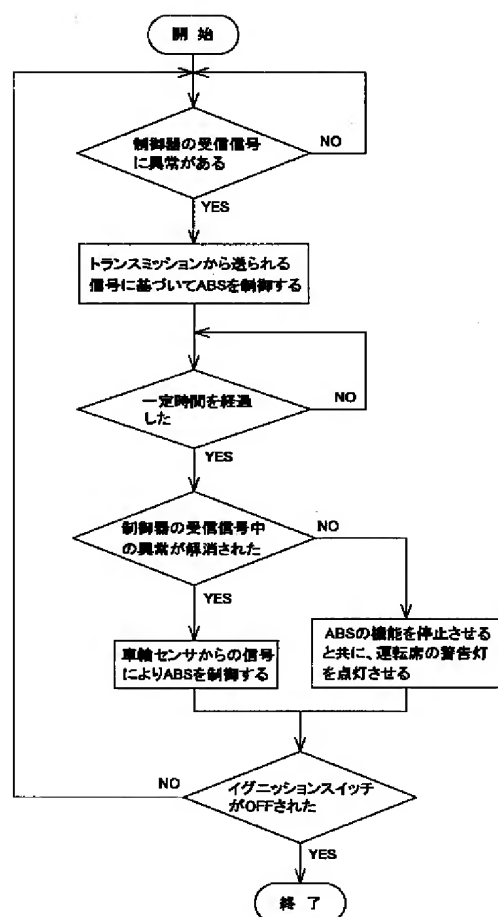 開 始
制御器の受信信号
に異常がある
NO
YES
トランスミッションから送られる
信号に基づいてABSを制御する
一定時間を経過
した
NO
YES
制御器の受信信号中
の異常が解消された
NO
YES
車輪センサからの信号
によりABSを制御する
ABSの機能を停止させる
と共に、運転席の警告灯
を点灯させる
イグニッションスイッチ
がOFFされた
NO
YES
終 了